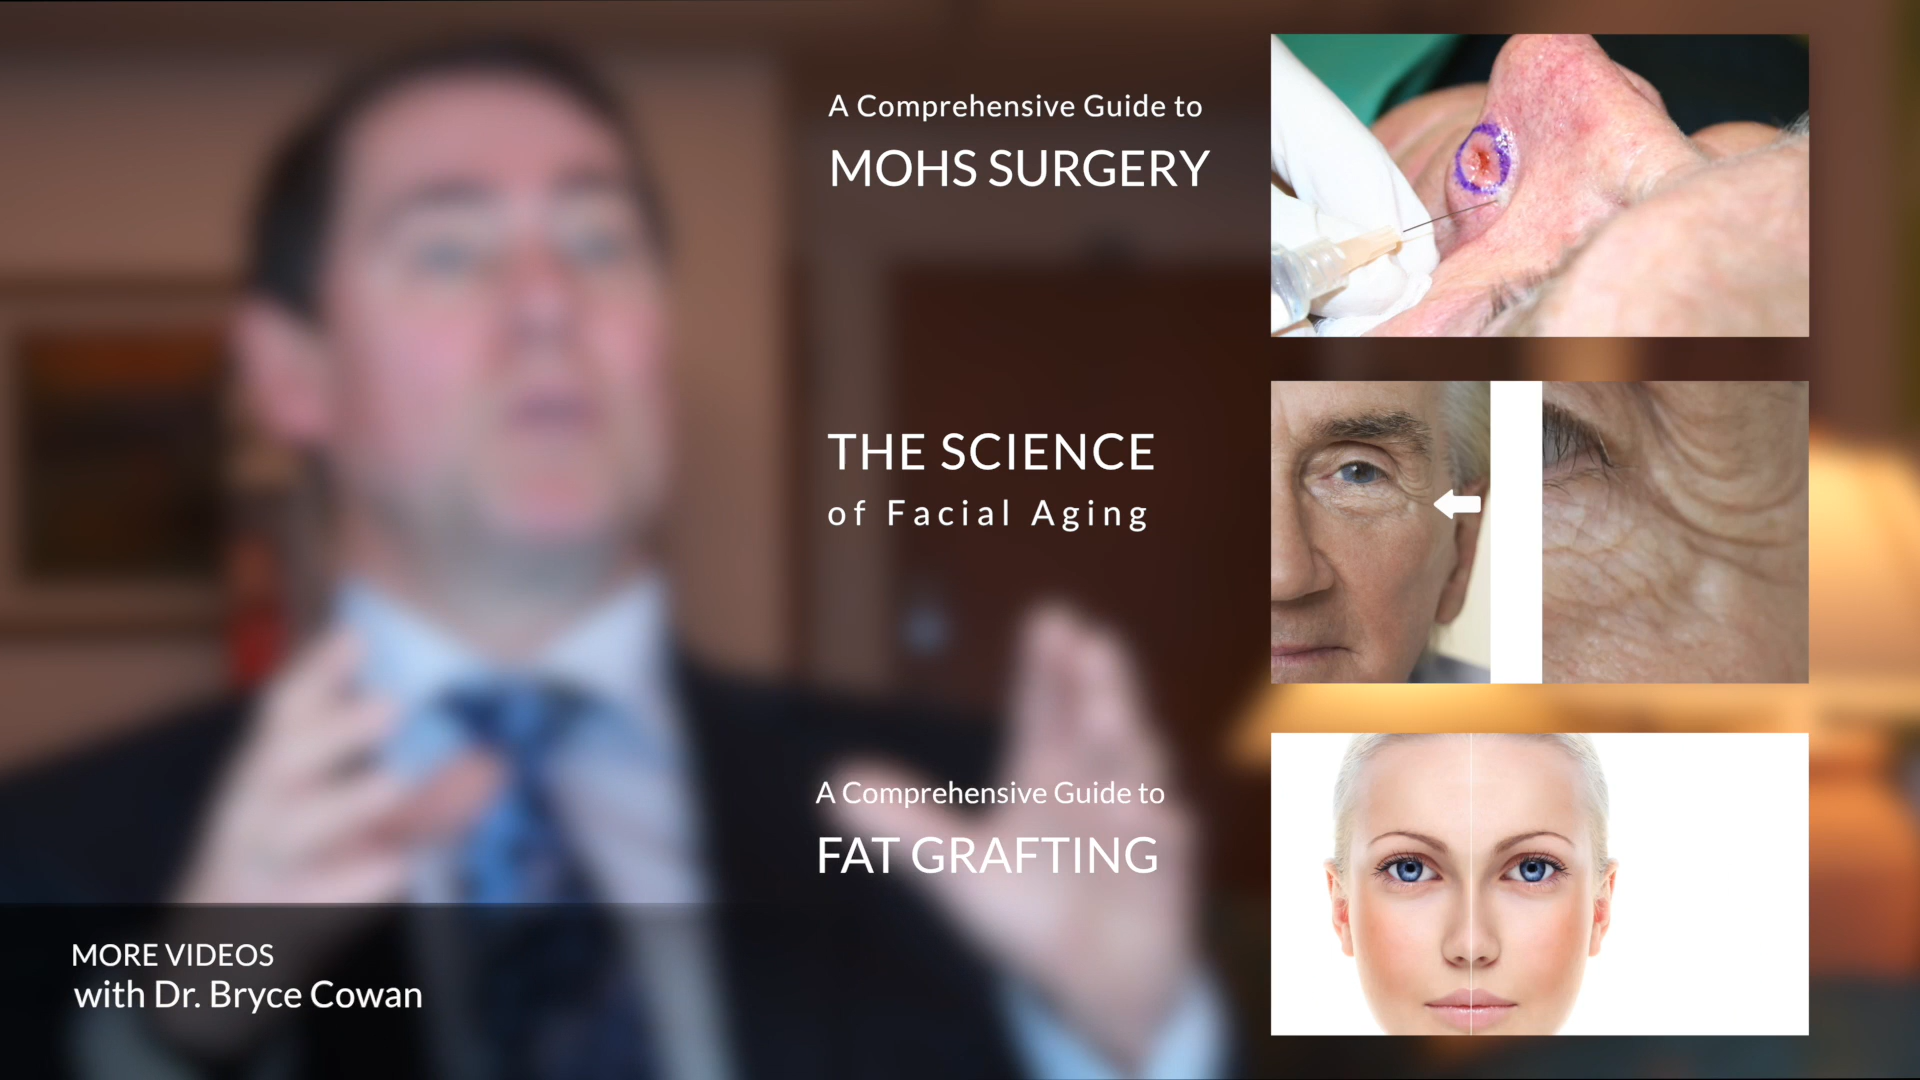 A Comprehensive Guide to
MOHS SURGERY
THE SCIENCE
of Facial Aging
A Comprehensive Guide to
FAT GRAFTING
MORE VIDEOS
with Dr. Bryce Cowan